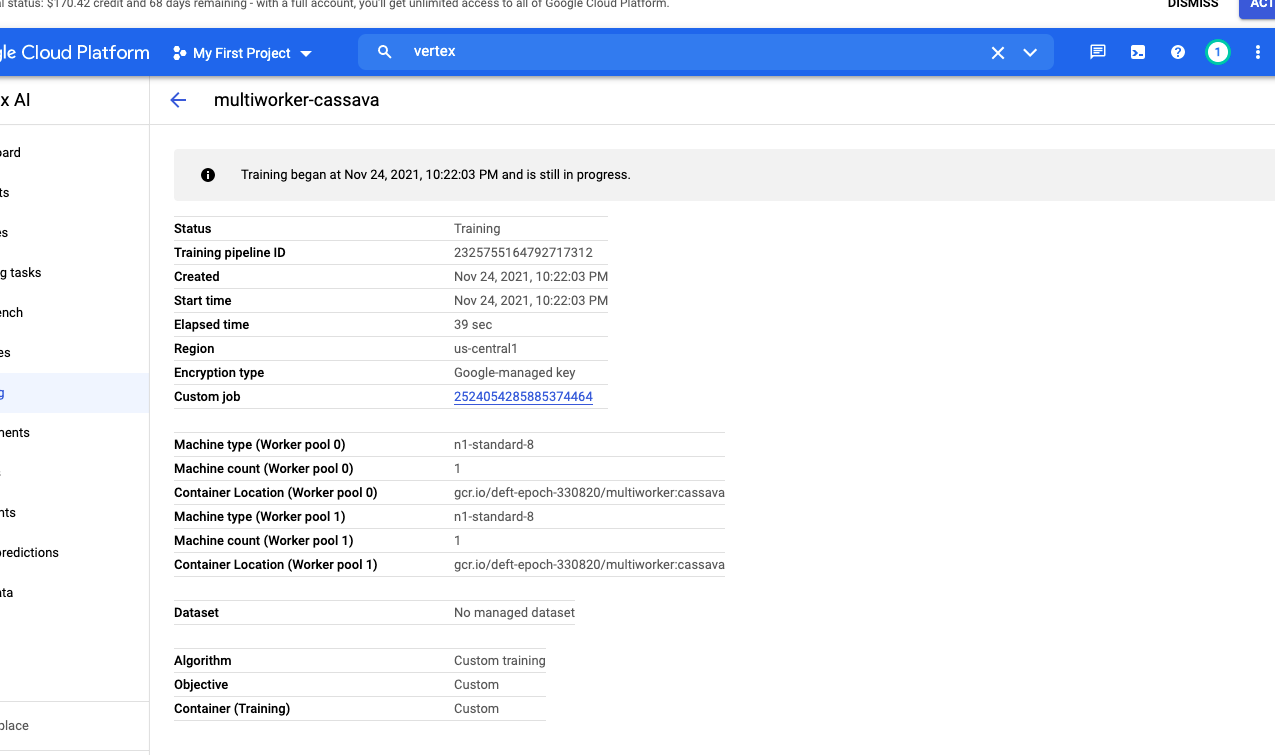 status: $170.42 credit and 68 days remaining - with a full account, you'll get unlimited access to all of Google Cloud Platform.
DISMISS
ACT
gle Cloud Platform
My First Project
vertex
1
x AI
multiworker-cassava
oard
ts
es
g tasks
ench
es
g
ments
s
nts
predictions
ata
place
Training began at Nov 24, 2021, 10:22:03 PM and is still in progress.
Status Training
Training pipeline ID 2325755164792717312
Created Nov 24, 2021, 10:22:03 PM
Start time Nov 24, 2021, 10:22:03 PM
Elapsed time 39 sec
Region us-central1
Encryption type Google-managed key
Custom job 2524054285885374464
Machine type (Worker pool 0) n1-standard-8
Machine count (Worker pool 0) 1
Container Location (Worker pool 0) gcr.io/deft-epoch-330820/multiworker:cassava
Machine type (Worker pool 1) n1-standard-8
Machine count (Worker pool 1) 1
Container Location (Worker pool 1) gcr.io/deft-epoch-330820/multiworker:cassava
Dataset No managed dataset
Algorithm Custom training
Objective Custom
Container (Training) Custom